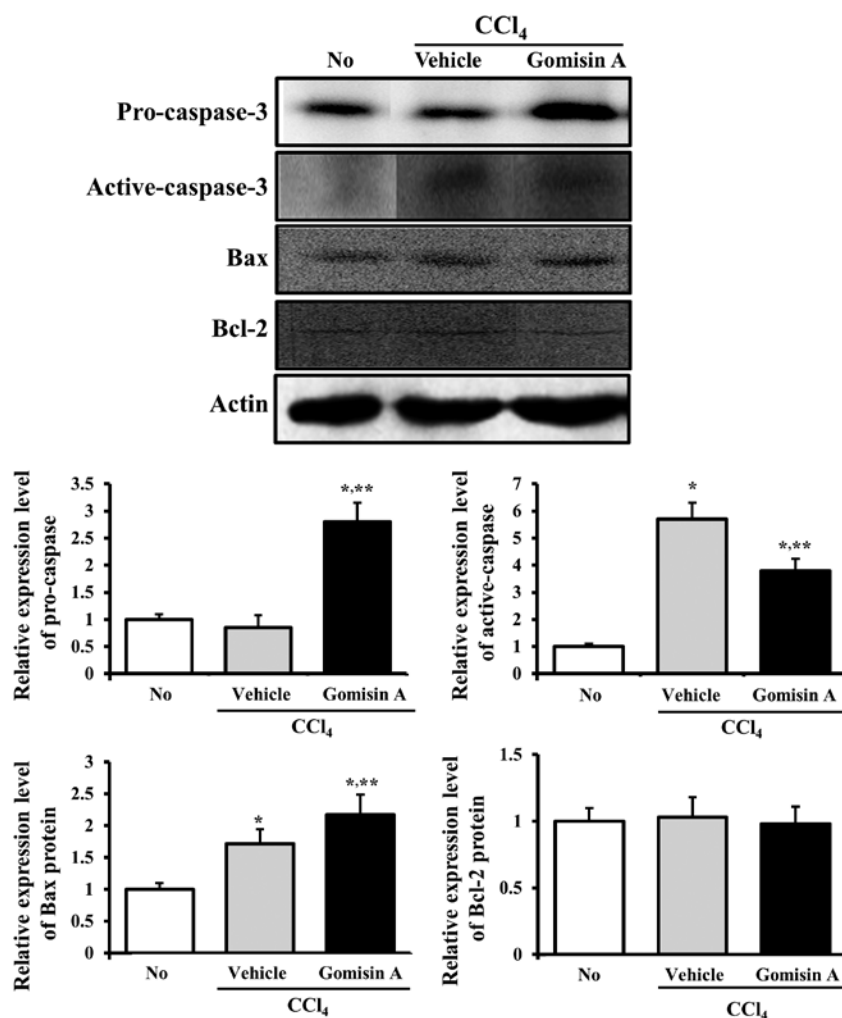 CCl4
No Vehicle Gomisin A
Pro-caspase-3
Active-caspase-3
Bax
Bcl-2
Actin
Relative expression level
of pro-caspase
3.5
3
2.5
2
1.5
1
0.5
0
*,**
No Vehicle Gomisin A
CCl4
Relative expression level
of active-caspase
7
6
5
4
3
2
1
0
*
*,**
No Vehicle Gomisin A
CCl4
Relative expression level
of Bax protein
3
2.5
2
1.5
1
0.5
0
*
*,**
No Vehicle Gomisin A
CCl4
Relative expression level
of Bcl-2 protein
1.5
1
0.5
0
No Vehicle Gomisin A
CCl4